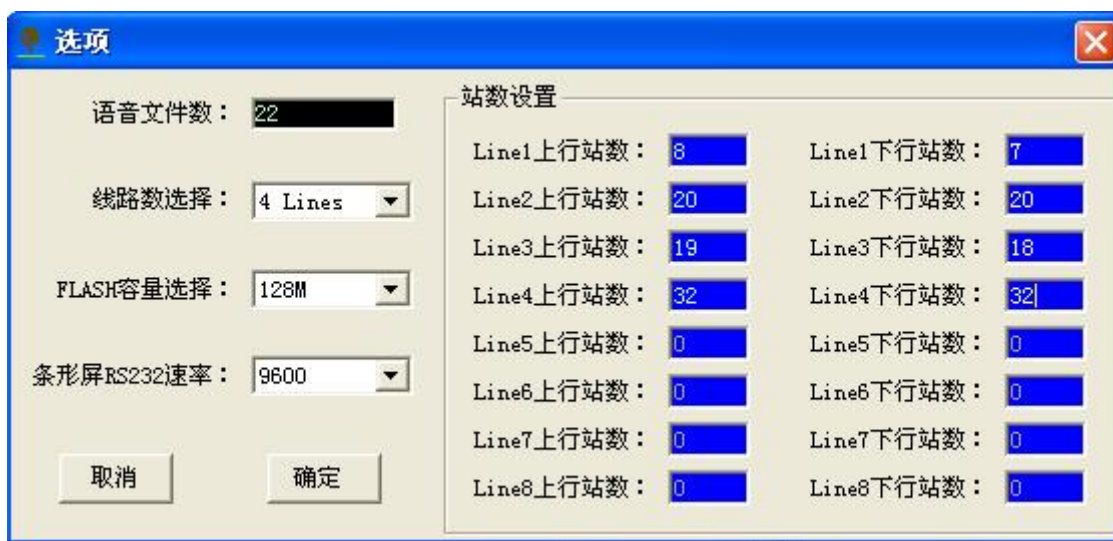 选项
语音文件数： 22
线路数选择： 4 Lines
FLASH容量选择： 128M
条形屏RS232速率： 9600
取消 确定
站数设置
Line1上行站数： 8 Line1下行站数： 7
Line2上行站数： 20 Line2下行站数： 20
Line3上行站数： 19 Line3下行站数： 18
Line4上行站数： 32 Line4下行站数： 32
Line5上行站数： 0 Line5下行站数： 0
Line6上行站数： 0 Line6下行站数： 0
Line7上行站数： 0 Line7下行站数： 0
Line8上行站数： 0 Line8下行站数： 0